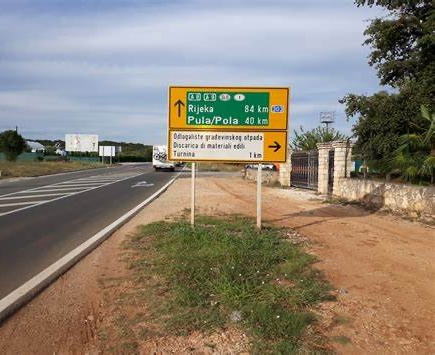 Rijeka 84 km
Pula/Pola 40 km
Odlagalište građevinskog otpada
Discarica di materiali edili
Turnina 1 km